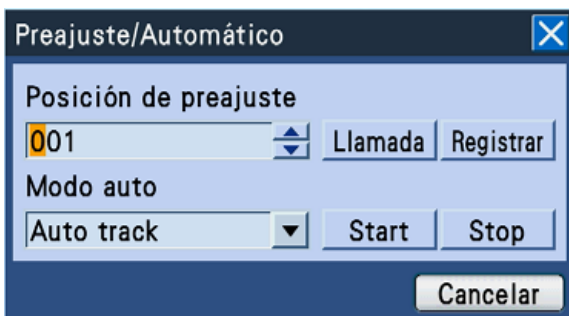 Preajuste/Automático
Posición de preajuste
001 Llamada Registrar
Modo auto
Auto track Start Stop
Cancelar